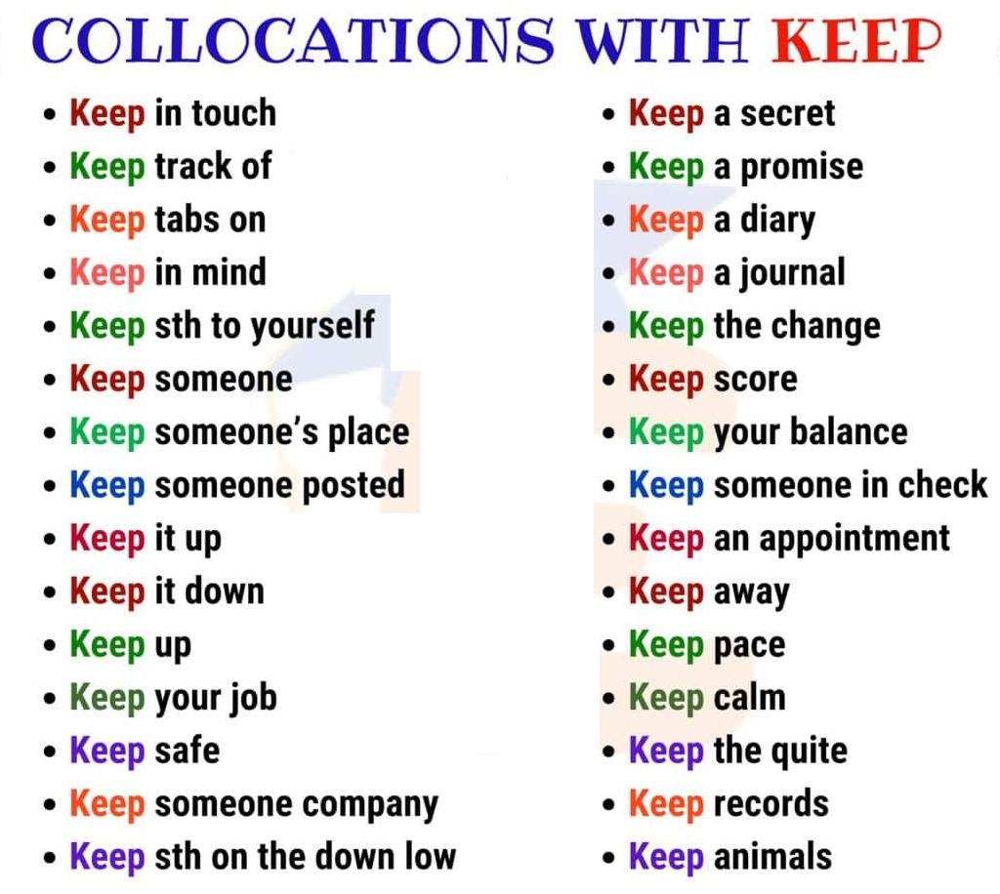 COLLOCATIONS WITH KEEP
• Keep in touch
• Keep track of
• Keep tabs on
• Keep in mind
• Keep sth to yourself
• Keep someone
• Keep someone’s place
• Keep someone posted
• Keep it up
• Keep it down
• Keep up
• Keep your job
• Keep safe
• Keep someone company
• Keep sth on the down low
• Keep a secret
• Keep a promise
• Keep a diary
• Keep a journal
• Keep the change
• Keep score
• Keep your balance
• Keep someone in check
• Keep an appointment
• Keep away
• Keep pace
• Keep calm
• Keep the quite
• Keep records
• Keep animals